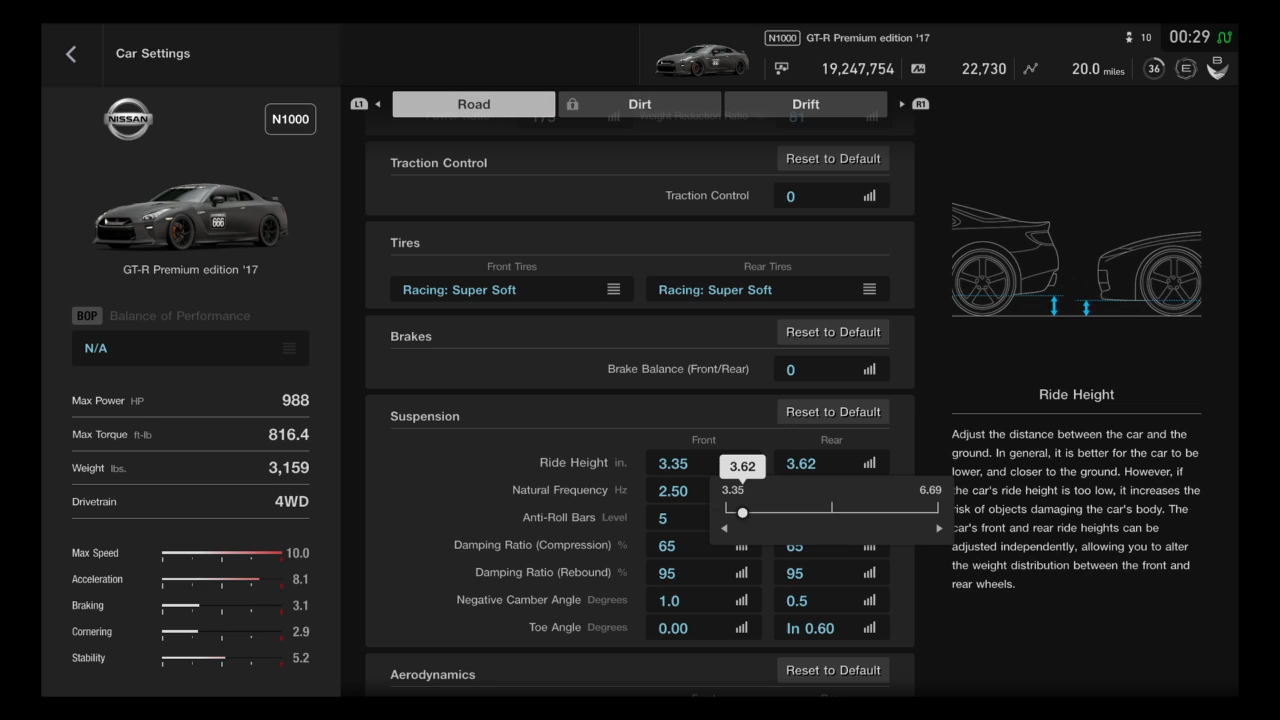 Car Settings
N1000 GT-R Premium edition '17
10 00:29
19,247,754 22,730 20.0 miles 36 E B
L1 Road Dirt Drift R1
NISSAN
N1000
666
GT-R Premium edition '17
BOP Balance of Performance
N/A
Max Power HP 988
Max Torque ft-lb 816.4
Weight lbs. 3,159
Drivetrain 4WD
Max Speed 10.0
Acceleration 8.1
Braking 3.1
Cornering 2.9
Stability 5.2
Weight Reduction Ratio 81
Traction Control Reset to Default
Traction Control 0
Tires
Front Tires Rear Tires
Racing: Super Soft Racing: Super Soft
Brakes Reset to Default
Brake Balance (Front/Rear) 0
Suspension Reset to Default
Front Rear
Ride Height in. 3.35 3.62
3.62
Natural Frequency Hz 2.50
3.35 6.69
Anti-Roll Bars Level 5
Damping Ratio (Compression) % 65 65
Damping Ratio (Rebound) % 95 95
Negative Camber Angle Degrees 1.0 0.5
Toe Angle Degrees 0.00 In 0.60
Aerodynamics Reset to Default
Ride Height
Adjust the distance between the car and the
ground. In general, it is better for the car to be
lower, and closer to the ground. However, if
the car's ride height is too low, it increases the
risk of objects damaging the car's body. The
car's front and rear ride heights can be
adjusted independently, allowing you to alter
the weight distribution between the front and
rear wheels.